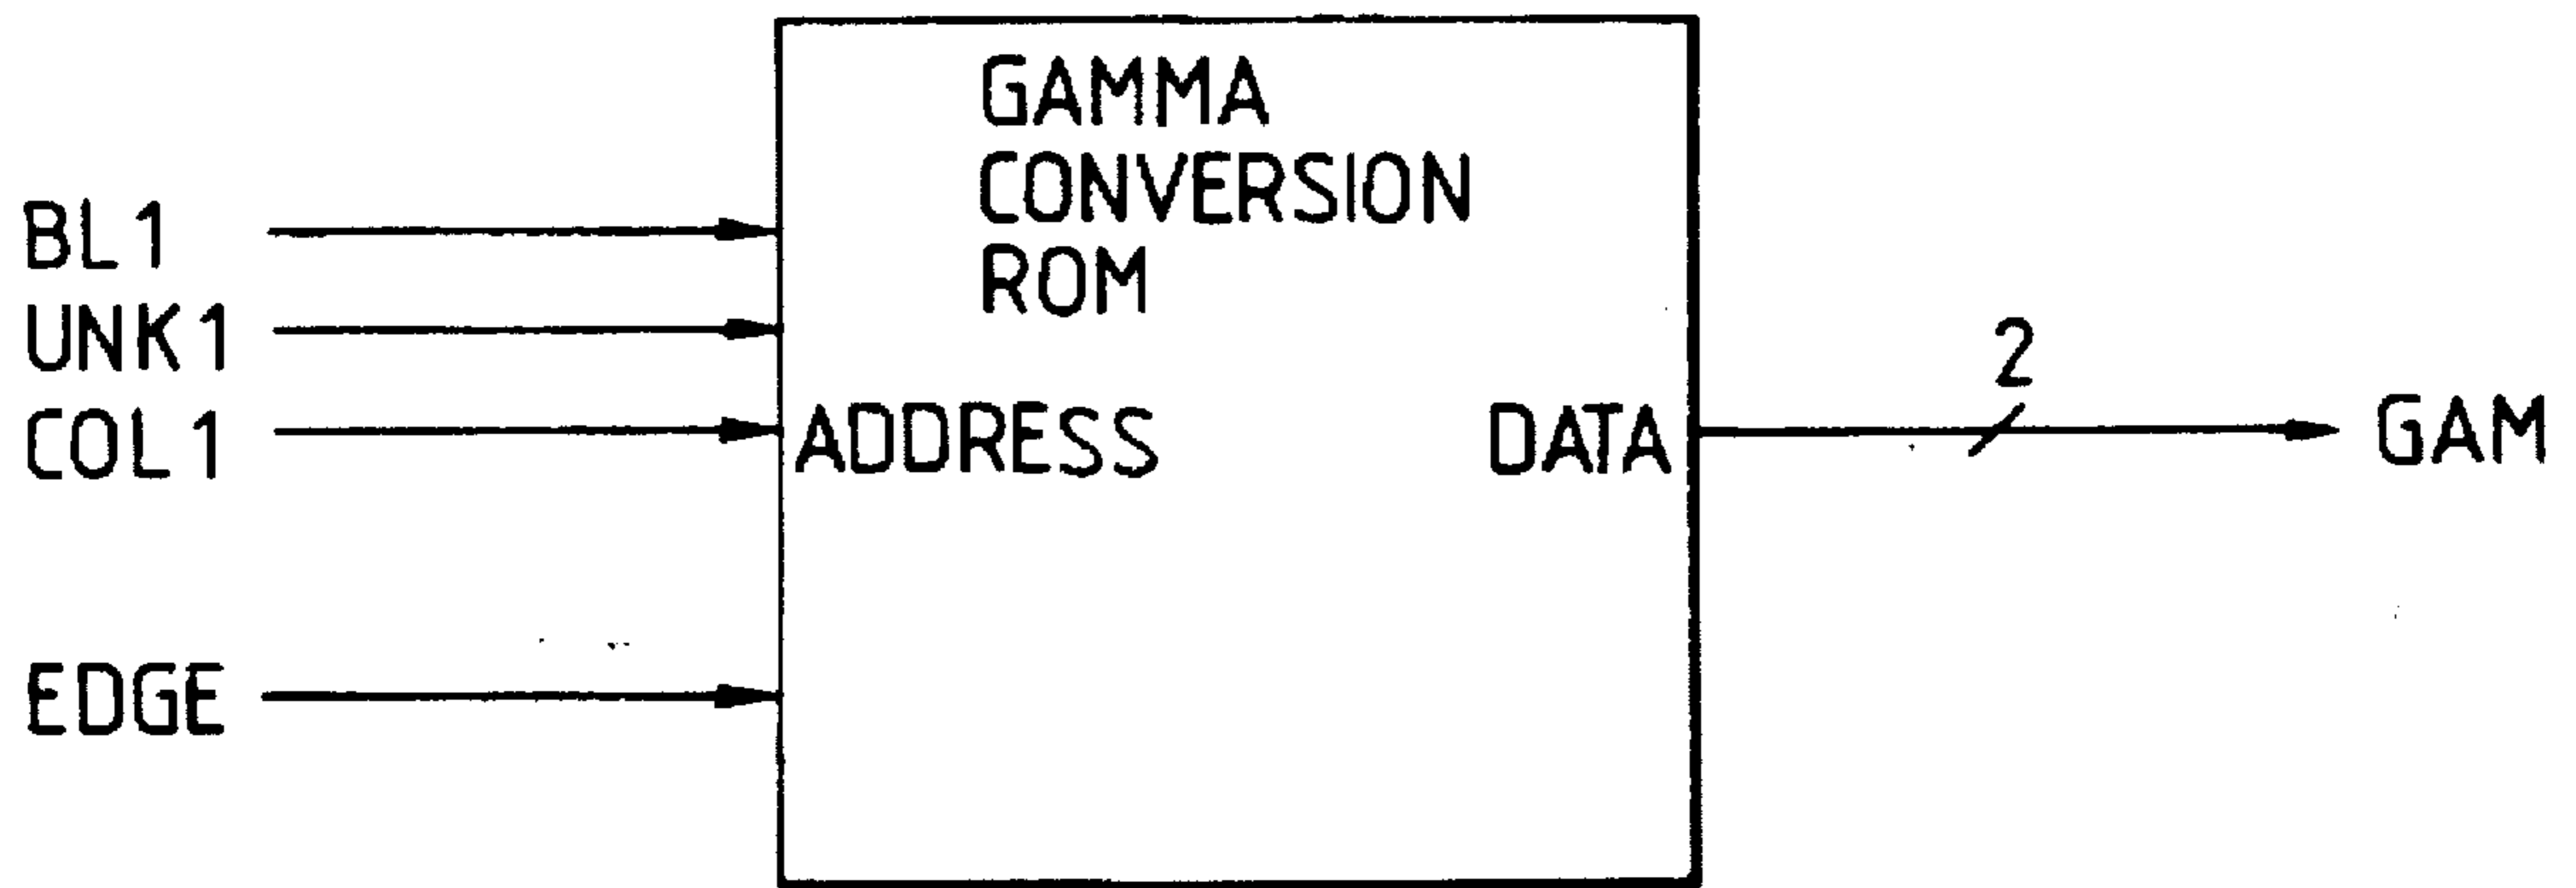 GAMMA
CONVERSION
ROM
BL1
UNK1
COL1
EDGE
ADDRESS
DATA
2
GAM